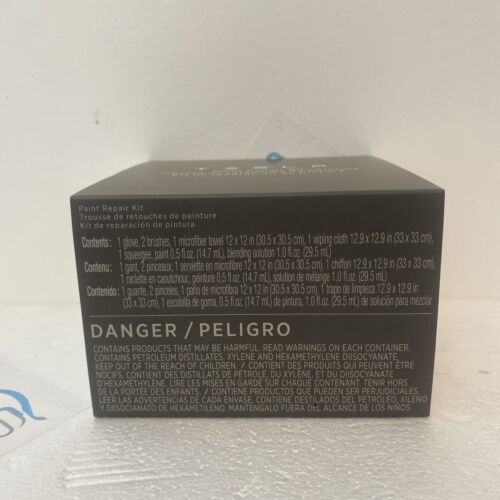 TESLA
Paint Repair Kit
Trousse de retouches de peinture
Kit de reparación de pintura
Contents: 1 glove, 2 brushes, 1 microfiber towel 12 x 12 in (30.5 x 30.5 cm), 1 wiping cloth 12.9 x 12.9 in (33 x 33 cm),
1 squeegee, paint 0.5 fl.oz. (14.7 mL), blending solution 1.0 fl.oz. (29.5 mL)
Contenu: 1 gant, 2 pinceaux, 1 serviette en microfibre 12 x 12 in (30.5 x 30.5 cm), 1 chiffon 12.9 x 12.9 in (33 x 33 cm),
1 raclette en caoutchouc, peinture 0.5 fl.oz. (14.7 mL), solution de mélange 1.0 fl.oz. (29.5 mL)
Contenido: 1 guante, 2 pinceles, 1 paño de microfibra 12 x 12 in (30.5 x 30.5 cm), 1 trapo de limpieza 12.9 x 12.9 in
(33 x 33 cm), 1 escobilla de goma, 0.5 fl.oz. (14.7 mL) de pintura, 1.0 fl.oz. (29.5 mL) de solución para mezclar
DANGER / PELIGRO
CONTAINS PRODUCTS THAT MAY BE HARMFUL. READ WARNINGS ON EACH CONTAINER.
CONTAINS PETROLEUM DISTILLATES, XYLENE AND HEXAMETHYLENE DIISOCYANATE,
KEEP OUT OF THE REACH OF CHILDREN. / CONTIENT DES PRODUITS QUI PEUVENT ÊTRE
NOCIFS. CONTIENT DES DISTILLATS DE PÉTROLE, DU XYLÈNE, ET DU DIISOCYANATE
D'HEXAMÉTHYLÈNE. LIRE LES MISES EN GARDE SUR CHAQUE CONTENANT. TENIR HORS
DE LA PORTÉE DES ENFANTS. / CONTIENE PRODUCTOS QUE PUEDEN SER PERJUDICIALES.
LEER LAS ADVERTENCIAS DE CADA ENVASE. CONTIENE DESTILADOS DEL PETRÓLEO, XILENO
Y DIISOCIANATO DE HEXAMETILENO. MANTÉNGALO FUERA DEL ALCANCE DE LOS NIÑOS.